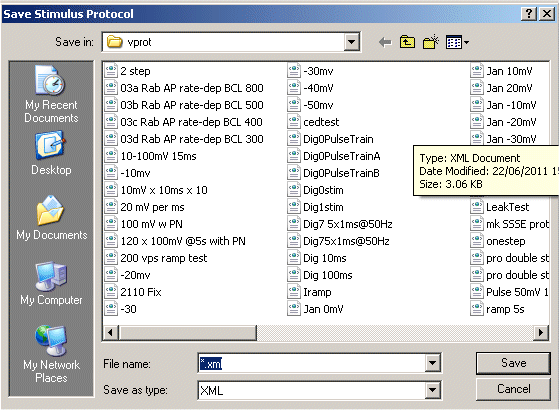 Save Stimulus Protocol
Save in: vprot
My Recent Documents
Desktop
My Documents
My Computer
My Network Places
2 step
03a Rab AP rate-dep BCL 800
03b Rab AP rate-dep BCL 500
03c Rab AP rate-dep BCL 400
03d Rab AP rate-dep BCL 300
10-100mV 15ms
-10mv
10mV x 10ms x 10
20 mV per ms
100 mV w PN
120 x 100mV @5s with PN
200 vps ramp test
-20mv
2110 Fix
-30
-30mv
-40mv
-50mv
cedtest
Dig0PulseTrain
Dig0PulseTrainA
Dig0PulseTrainB
Dig0stim
Dig1stim
Dig7 5x1ms@50Hz
Dig75x1ms@50Hz
Dig 10ms
Dig 100ms
Iramp
Jan 0mV
Jan 10mV
Jan 20mV
Jan -10mV
Jan -20mV
Jan -30mV
Type: XML Document
Date Modified: 22/06/2011 15
Size: 3.06 KB
LeakTest
mk SSSE prot
onestep
pro double st
pro double st
Pulse 50mV 1
ramp 5s
File name: *.xml
Save
Save as type: XML
Cancel